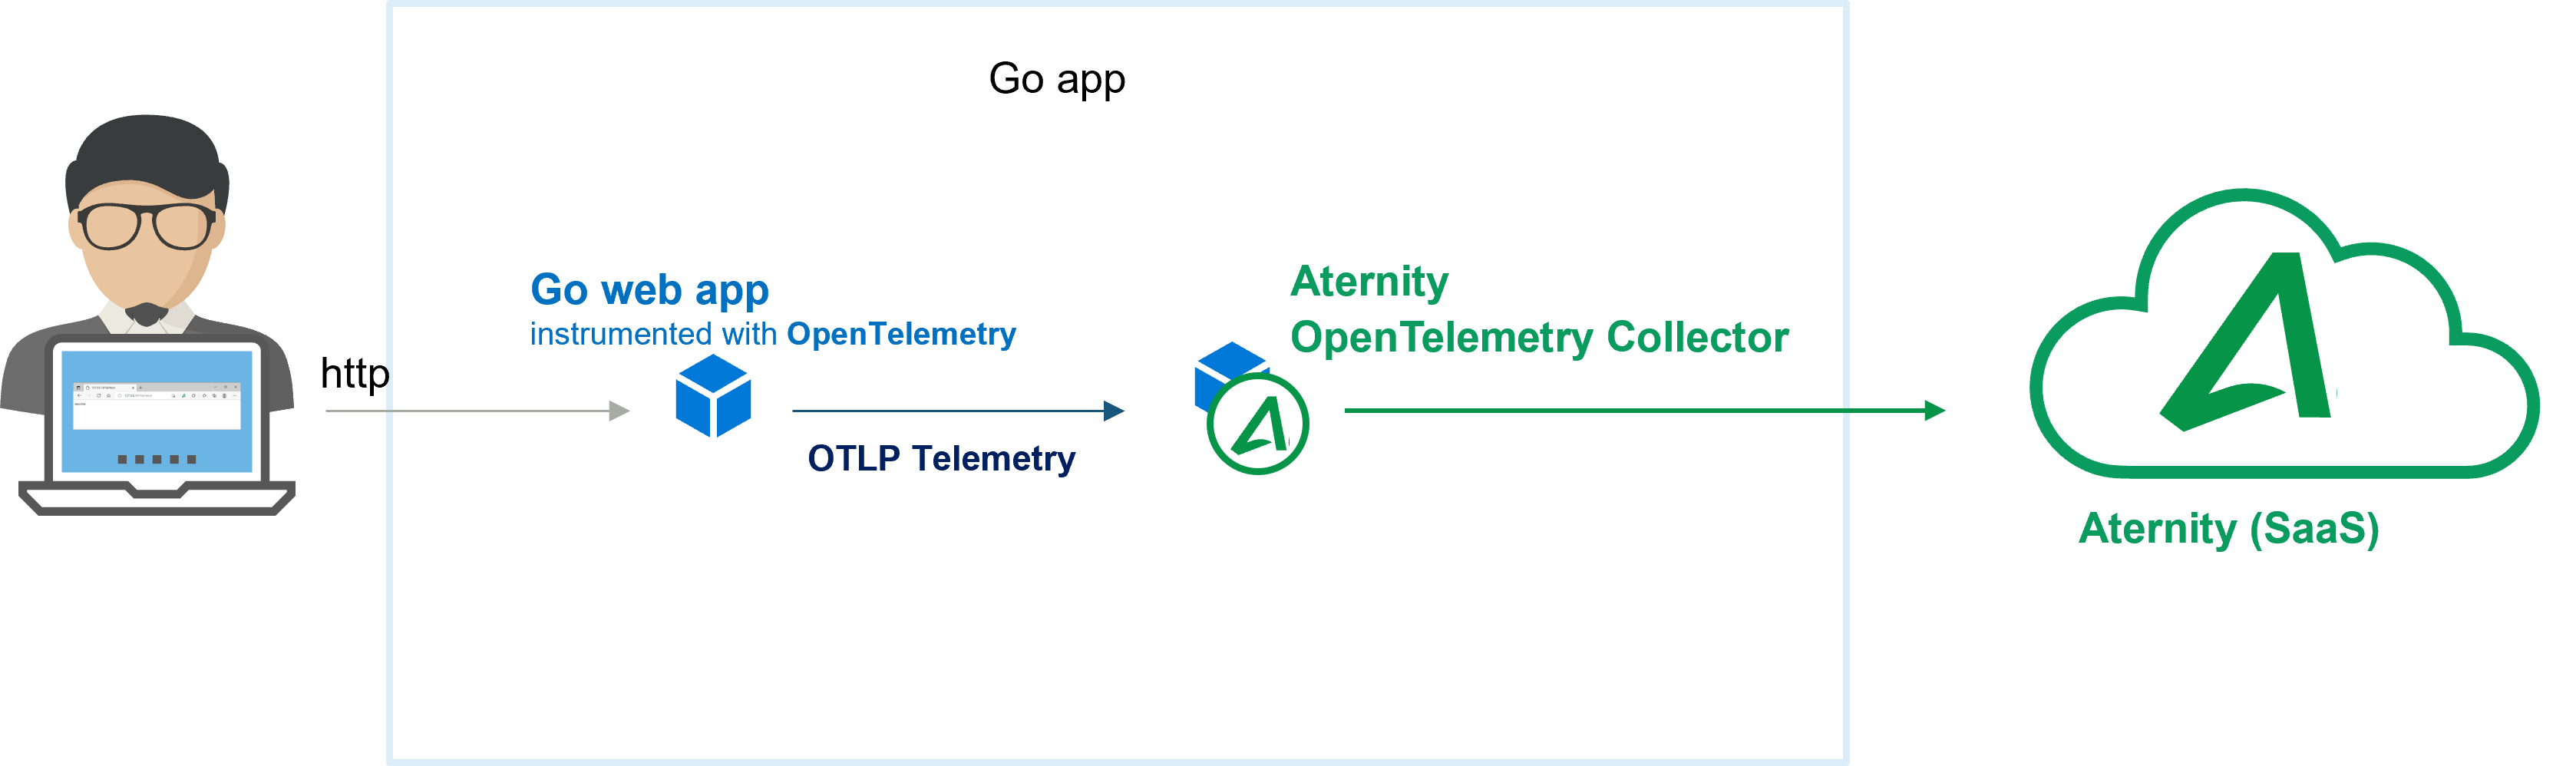 Go app
http
Go web app
instrumented with OpenTelemetry
OTLP Telemetry
Aternity
OpenTelemetry Collector
Aternity (SaaS)